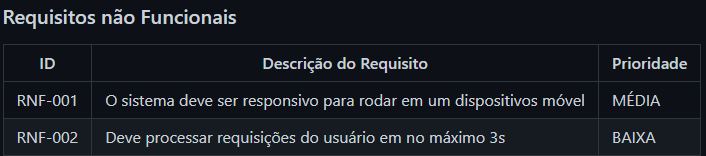 Requisitos não Funcionais
ID Descrição do Requisito Prioridade
RNF-001 O sistema deve ser responsivo para rodar em um dispositivos móvel MÉDIA
RNF-002 Deve processar requisições do usuário em no máximo 3s BAIXA